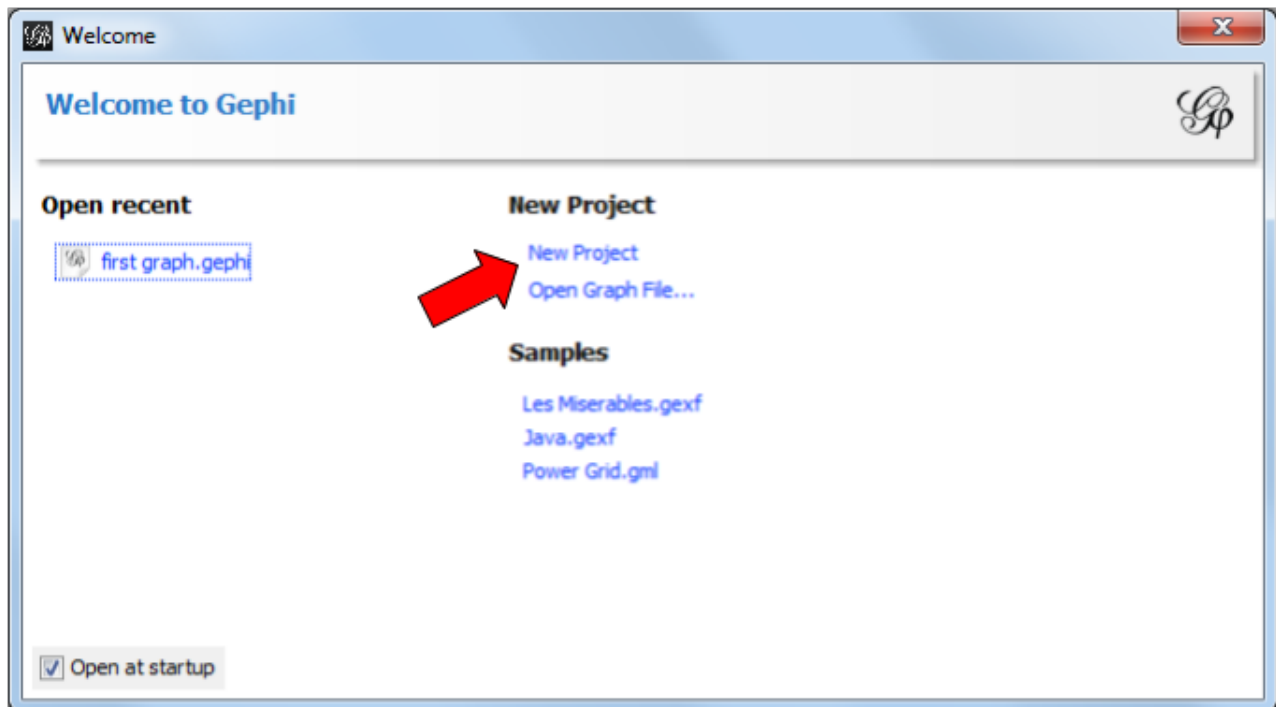 Welcome
Welcome to Gephi
Open recent
first graph.gephi
New Project
New Project
Open Graph File...
Samples
Les Miserables.gexf
Java.gexf
Power Grid.gml
Open at startup